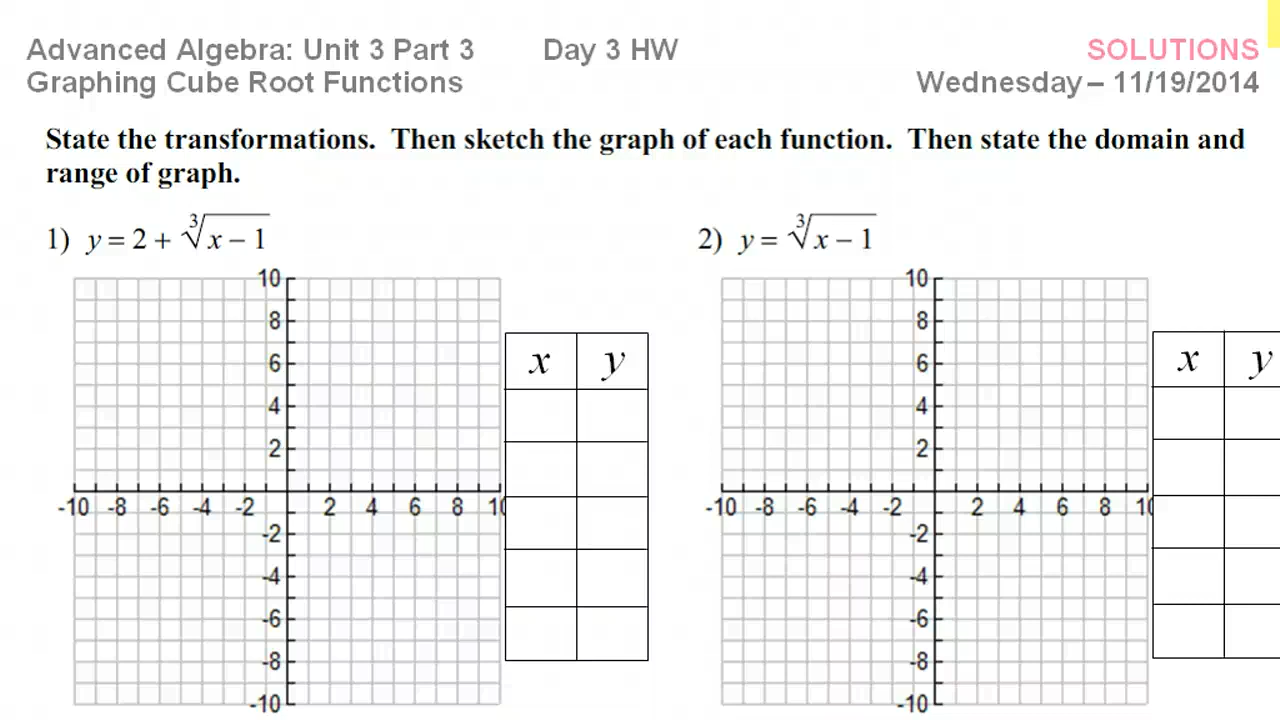 Advanced Algebra: Unit 3 Part 3 Day 3 HW SOLUTIONS
Graphing Cube Root Functions Wednesday – 11/19/2014
State the transformations. Then sketch the graph of each function. Then state the domain and
range of graph.
1) y = 2 + ∛(x − 1) 2) y = ∛(x − 1)
10 10
8 8
6 x y 6 x y
4 4
2 2
-10 -8 -6 -4 -2 2 4 6 8 10 -10 -8 -6 -4 -2 2 4 6 8 10
-2 -2
-4 -4
-6 -6
-8 -8
-10 -10